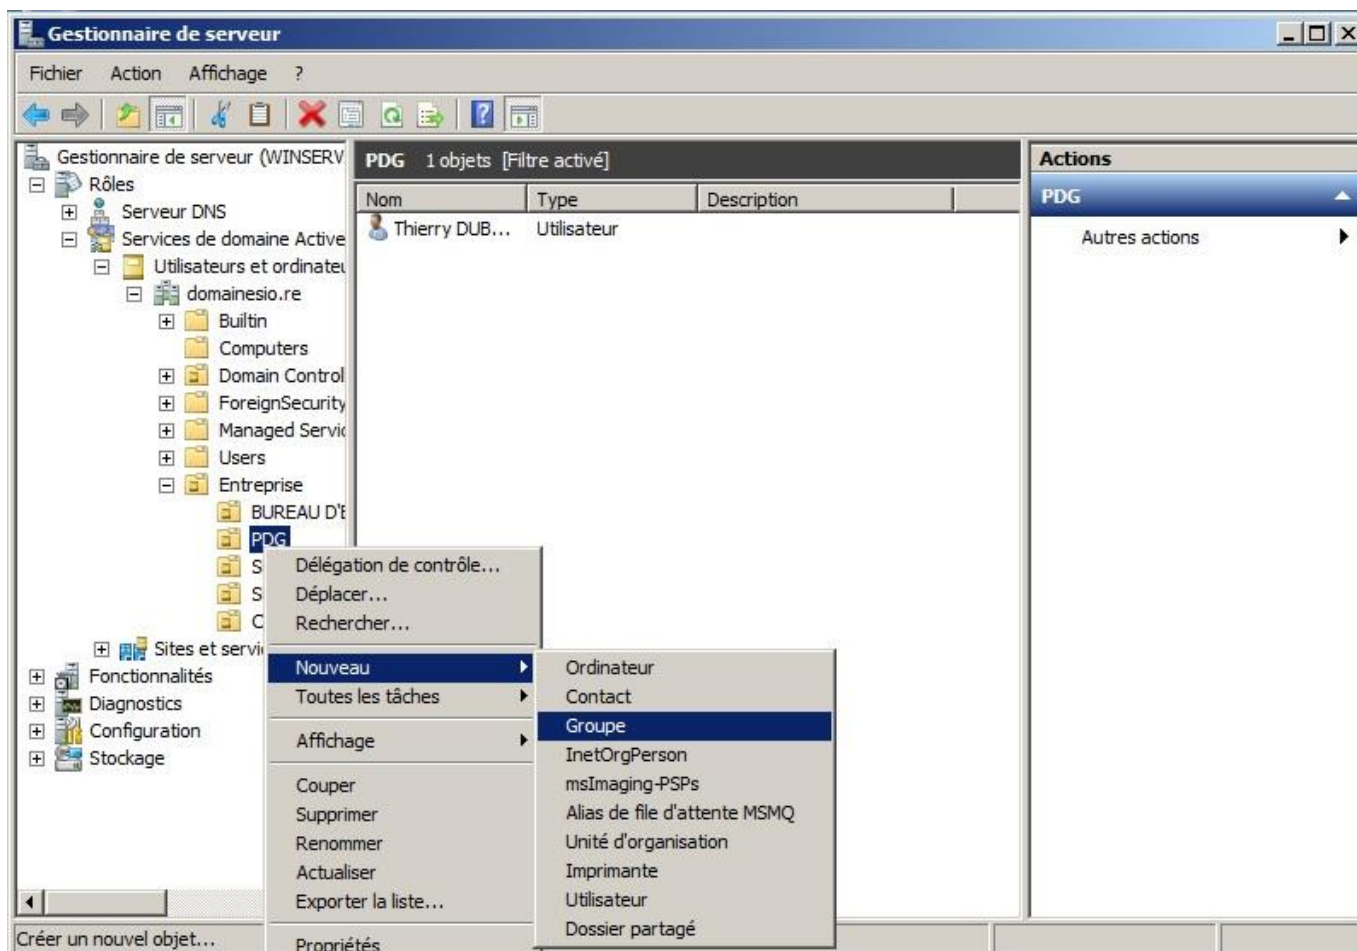 Gestionnaire de serveur
Fichier Action Affichage ?
Gestionnaire de serveur (WINSERV
Rôles
Serveur DNS
Services de domaine Active
Utilisateurs et ordinateu
domainesio.re
Builtin
Computers
Domain Control
ForeignSecurity
Managed Servic
Users
Entreprise
BUREAU D'E
PDG
S
S
C
Sites et servi
Fonctionnalités
Diagnostics
Configuration
Stockage
PDG 1 objets [Filtre activé]
Nom Type Description
Thierry DUB... Utilisateur
Actions
PDG
Autres actions
Délégation de contrôle...
Déplacer...
Rechercher...
Nouveau
Toutes les tâches
Affichage
Couper
Supprimer
Renommer
Actualiser
Exporter la liste...
Propriétés
Ordinateur
Contact
Groupe
InetOrgPerson
msImaging-PSPs
Alias de file d'attente MSMQ
Unité d'organisation
Imprimante
Utilisateur
Dossier partagé
Créer un nouvel objet...